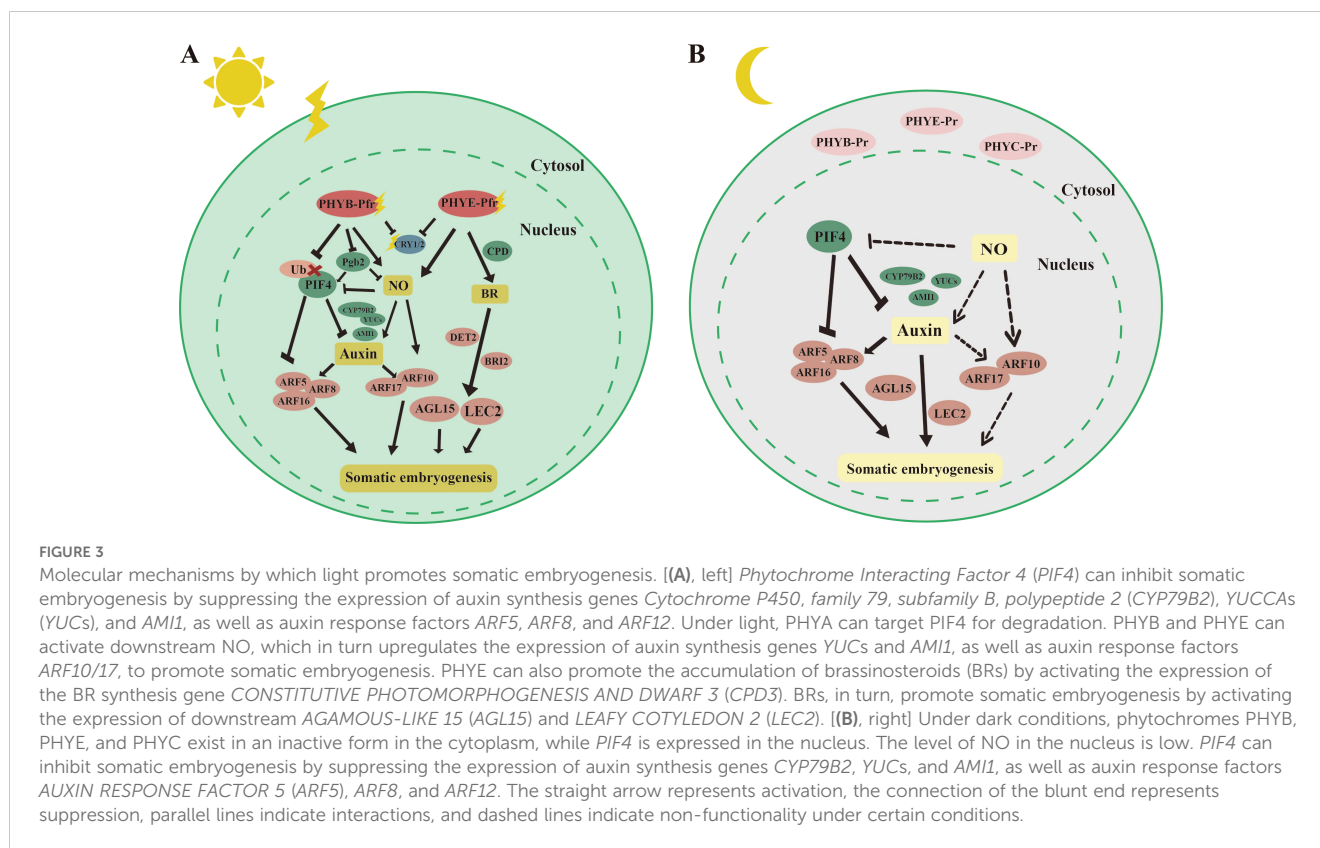 A
Cytosol
PHYB-Pfr
PHYE-Pfr
Nucleus
CRY1/2
CPD
Pgb2
Ub
PIF4
NO
BR
CYP79B2
YUCs
AMI1
DET2
Auxin
BRI2
ARF5
ARF8
ARF16
ARF10
ARF17
AGL15
LEC2
Somatic embryogenesis
B
PHYE-Pr
PHYB-Pr
PHYC-Pr
Cytosol
PIF4
NO
Nucleus
CYP79B2
YUCs
AMI1
Auxin
ARF5
ARF8
ARF16
ARF10
ARF17
AGL15
LEC2
Somatic embryogenesis
FIGURE 3
Molecular mechanisms by which light promotes somatic embryogenesis. [(A), left] Phytochrome Interacting Factor 4 (PIF4) can inhibit somatic
embryogenesis by suppressing the expression of auxin synthesis genes Cytochrome P450, family 79, subfamily B, polypeptide 2 (CYP79B2), YUCCAs
(YUCs), and AMI1, as well as auxin response factors ARF5, ARF8, and ARF12. Under light, PHYA can target PIF4 for degradation. PHYB and PHYE can
activate downstream NO, which in turn upregulates the expression of auxin synthesis genes YUCs and AMI1, as well as auxin response factors
ARF10/17, to promote somatic embryogenesis. PHYE can also promote the accumulation of brassinosteroids (BRs) by activating the expression of
the BR synthesis gene CONSTITUTIVE PHOTOMORPHOGENESIS AND DWARF 3 (CPD3). BRs, in turn, promote somatic embryogenesis by activating
the expression of downstream AGAMOUS-LIKE 15 (AGL15) and LEAFY COTYLEDON 2 (LEC2). [(B), right] Under dark conditions, phytochromes PHYB,
PHYE, and PHYC exist in an inactive form in the cytoplasm, while PIF4 is expressed in the nucleus. The level of NO in the nucleus is low. PIF4 can
inhibit somatic embryogenesis by suppressing the expression of auxin synthesis genes CYP79B2, YUCs, and AMI1, as well as auxin response factors
AUXIN RESPONSE FACTOR 5 (ARF5), ARF8, and ARF12. The straight arrow represents activation, the connection of the blunt end represents
suppression, parallel lines indicate interactions, and dashed lines indicate non-functionality under certain conditions.